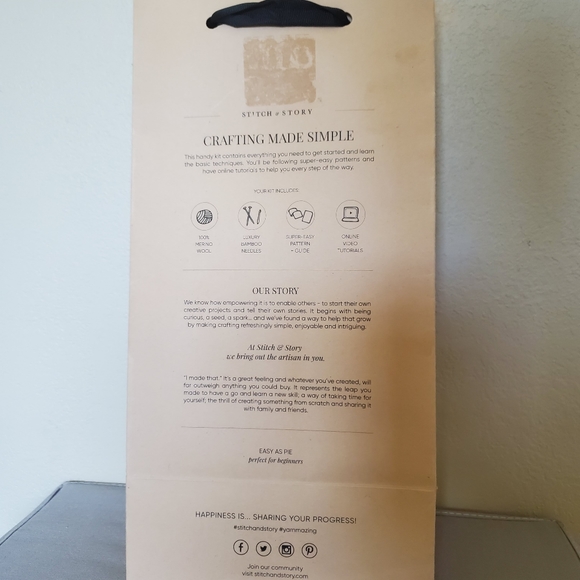 STITCH & STORY
CRAFTING MADE SIMPLE
This handy kit contains everything you need to get started and learn
the basic techniques. You'll be following super-easy patterns and
have online tutorials to help you every step of the way.
YOUR KIT INCLUDES
100%
MERINO
WOOL
LUXURY
BAMBOO
NEEDLES
SUPER-EASY
PATTERN
+ GUIDE
ONLINE
VIDEO
TUTORIALS
OUR STORY
We know how empowering it is to enable others - to start their own
creative projects and tell their own stories. It begins with being
curious, a seed, a spark... and we've found a way to help that grow
by making crafting refreshingly simple, enjoyable and intriguing.
At Stitch & Story
we bring out the artisan in you.
"I made that." It's a great feeling and whatever you've created, will
far outweigh anything you could buy. It represents the leap you
made to have a go and learn a new skill; a way of taking time for
yourself; the thrill of creating something from scratch and sharing it
with family and friends.
EASY AS PIE
perfect for beginners
HAPPINESS IS... SHARING YOUR PROGRESS!
#stitchandstory #yarnmazing
Join our community
visit stitchandstory.com